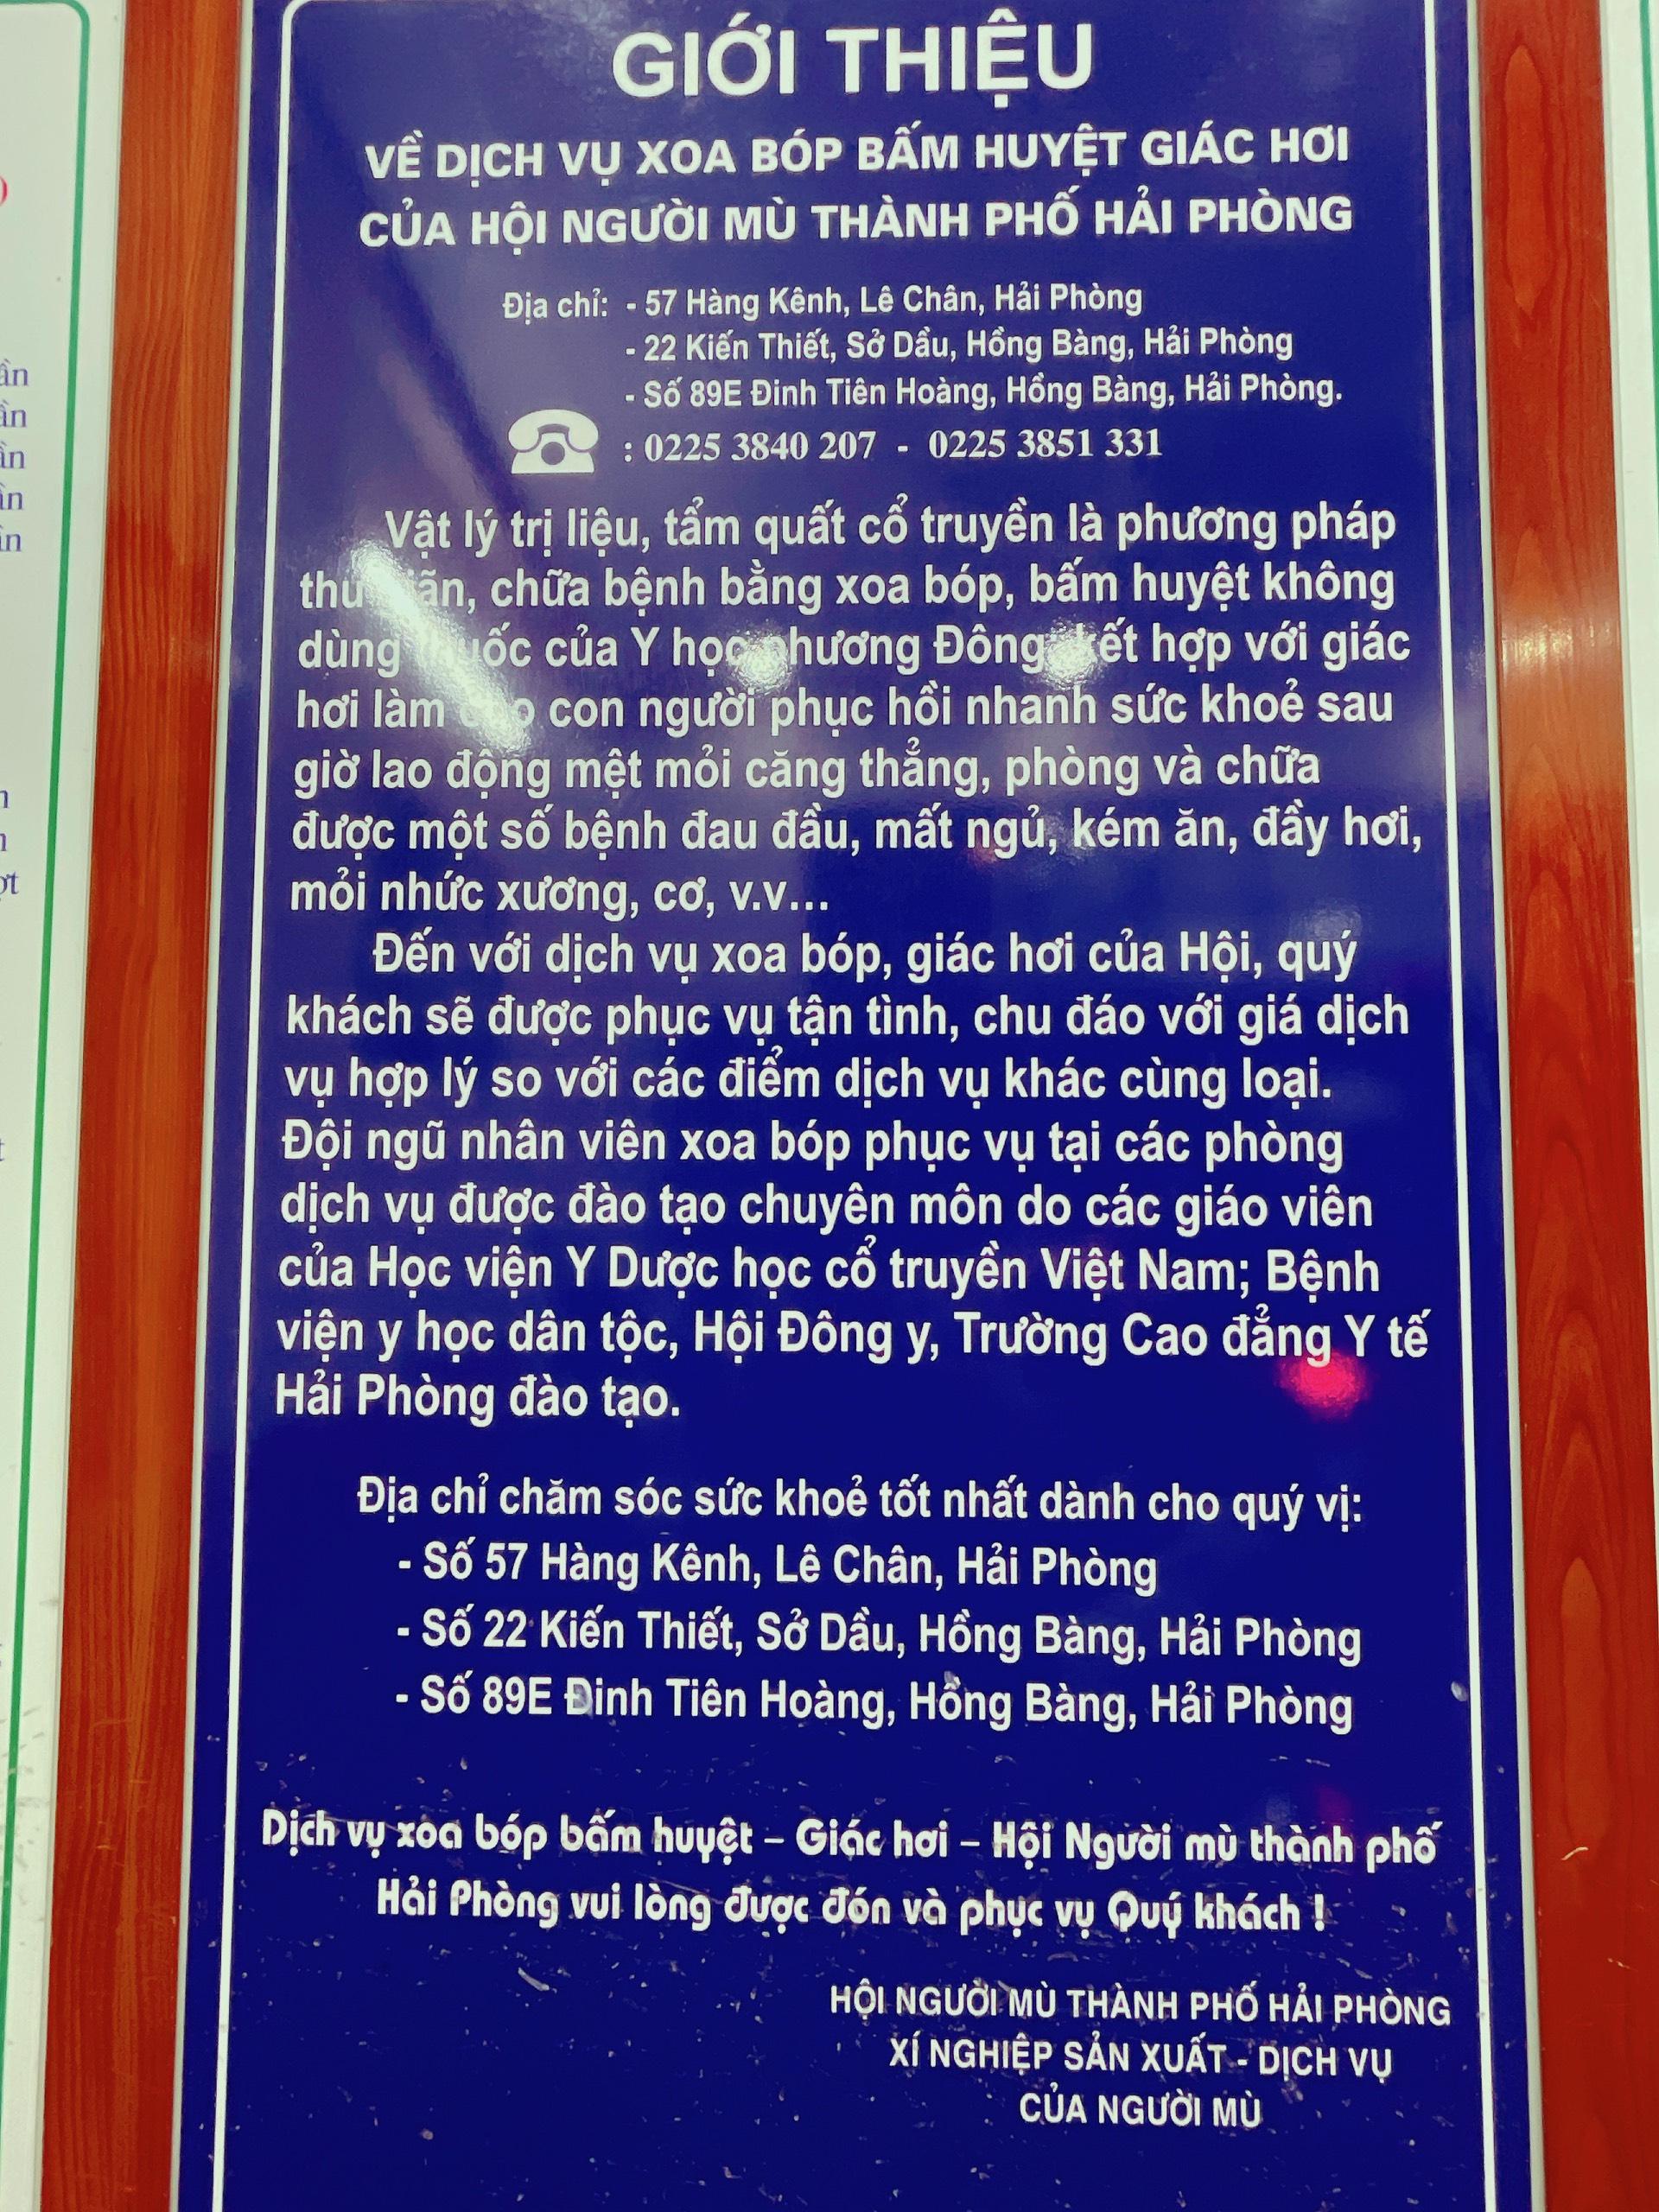 GIỚI THIỆU
VỀ DỊCH VỤ XOA BÓP BẤM HUYỆT GIÁC HƠI
CỦA HỘI NGƯỜI MÙ THÀNH PHỐ HẢI PHÒNG
Địa chỉ: - 57 Hàng Kênh, Lê Chân, Hải Phòng
- 22 Kiến Thiết, Sở Dầu, Hồng Bàng, Hải Phòng
- Số 89E Đinh Tiên Hoàng, Hồng Bàng, Hải Phòng.
: 0225 3840 207 - 0225 3851 331
Vật lý trị liệu, tẩm quất cổ truyền là phương pháp
thư giãn, chữa bệnh bằng xoa bóp, bấm huyệt không
dùng thuốc của Y học phương Đông, kết hợp với giác
hơi làm cho con người phục hồi nhanh sức khoẻ sau
giờ lao động mệt mỏi căng thẳng, phòng và chữa
được một số bệnh đau đầu, mất ngủ, kém ăn, đầy hơi,
mỏi nhức xương, cơ, v.v...
Đến với dịch vụ xoa bóp, giác hơi của Hội, quý
khách sẽ được phục vụ tận tình, chu đáo với giá dịch
vụ hợp lý so với các điểm dịch vụ khác cùng loại.
Đội ngũ nhân viên xoa bóp phục vụ tại các phòng
dịch vụ được đào tạo chuyên môn do các giáo viên
của Học viện Y Dược học cổ truyền Việt Nam; Bệnh
viện y học dân tộc, Hội Đông y, Trường Cao đẳng Y tế
Hải Phòng đào tạo.
Địa chỉ chăm sóc sức khoẻ tốt nhất dành cho quý vị:
- Số 57 Hàng Kênh, Lê Chân, Hải Phòng
- Số 22 Kiến Thiết, Sở Dầu, Hồng Bàng, Hải Phòng
- Số 89E Đinh Tiên Hoàng, Hồng Bàng, Hải Phòng
Dịch vụ xoa bóp bấm huyệt – Giác hơi – Hội Người mù thành phố
Hải Phòng vui lòng được đón và phục vụ Quý khách !
HỘI NGƯỜI MÙ THÀNH PHỐ HẢI PHÒNG
XÍ NGHIỆP SẢN XUẤT - DỊCH VỤ
CỦA NGƯỜI MÙ